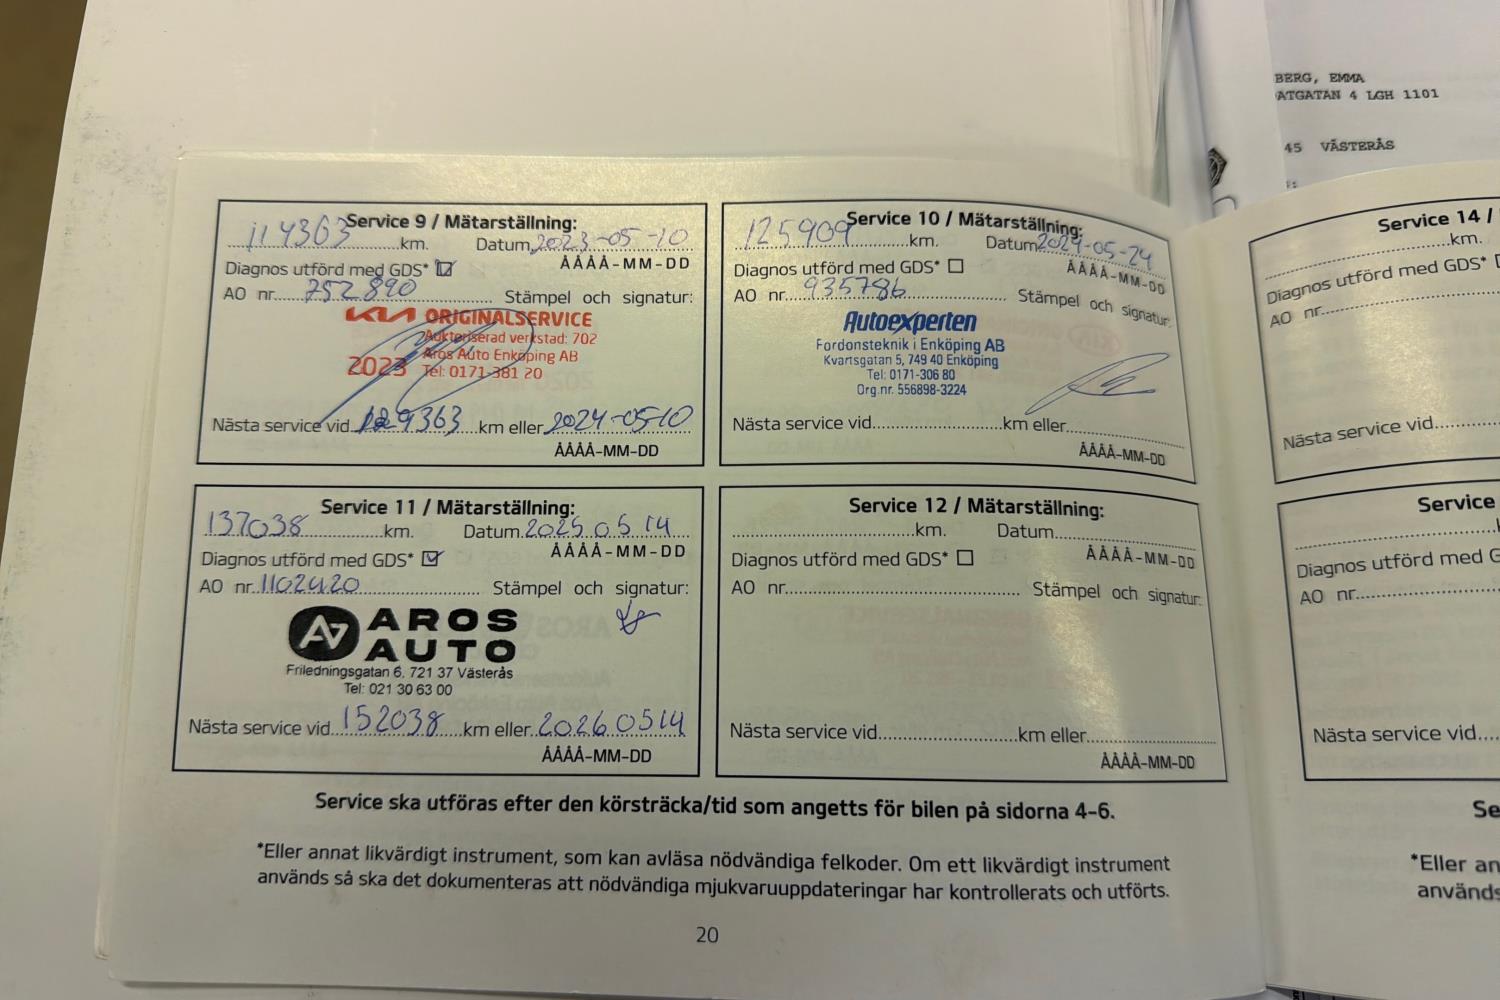 BERG, EMMA
ATGATAN 4 LGH 1101
45 VÄSTERÅS
Service 9 / Mätarställning:
114363 km. Datum 2023-05-10
ÅÅÅÅ-MM-DD
Diagnos utförd med GDS*
AO nr. 752890 Stämpel och signatur:
KIA ORIGINALSERVICE
Auktoriserad verkstad: 702
Aros Auto Enköping AB
2023 Tel: 0171-381 20
Nästa service vid 129363 km eller 2024-05-10
ÅÅÅÅ-MM-DD
Service 10 / Mätarställning:
125909 km. Datum 2024-05-24
ÅÅÅÅ-MM-DD
Diagnos utförd med GDS*
AO nr. 935786 Stämpel och signatur:
Autoexperten
Fordonsteknik i Enköping AB
Kvartsgatan 5, 749 40 Enköping
Tel: 0171-306 80
Org.nr. 556898-3224
Nästa service vid km eller
ÅÅÅÅ-MM-DD
Service 11 / Mätarställning:
137038 km. Datum 2025 05 14
ÅÅÅÅ-MM-DD
Diagnos utförd med GDS*
AO nr. 1102420 Stämpel och signatur:
AROS
AUTO
Friledningsgatan 6, 721 37 Västerås
Tel: 021 30 63 00
Nästa service vid 152038 km eller 2026 05 14
ÅÅÅÅ-MM-DD
Service 12 / Mätarställning:
km. Datum
ÅÅÅÅ-MM-DD
Diagnos utförd med GDS*
AO nr. Stämpel och signatur:
Nästa service vid km eller
ÅÅÅÅ-MM-DD
Service ska utföras efter den körsträcka/tid som angetts för bilen på sidorna 4-6.
*Eller annat likvärdigt instrument, som kan avläsa nödvändiga felkoder. Om ett likvärdigt instrument
används så ska det dokumenteras att nödvändiga mjukvaruuppdateringar har kontrollerats och utförts.
20
Service 14 /
km.
Diagnos utförd med GDS*
AO nr.
Nästa service vid
Service
Diagnos utförd med G
AO nr.
Nästa service vid
Se
*Eller an
används